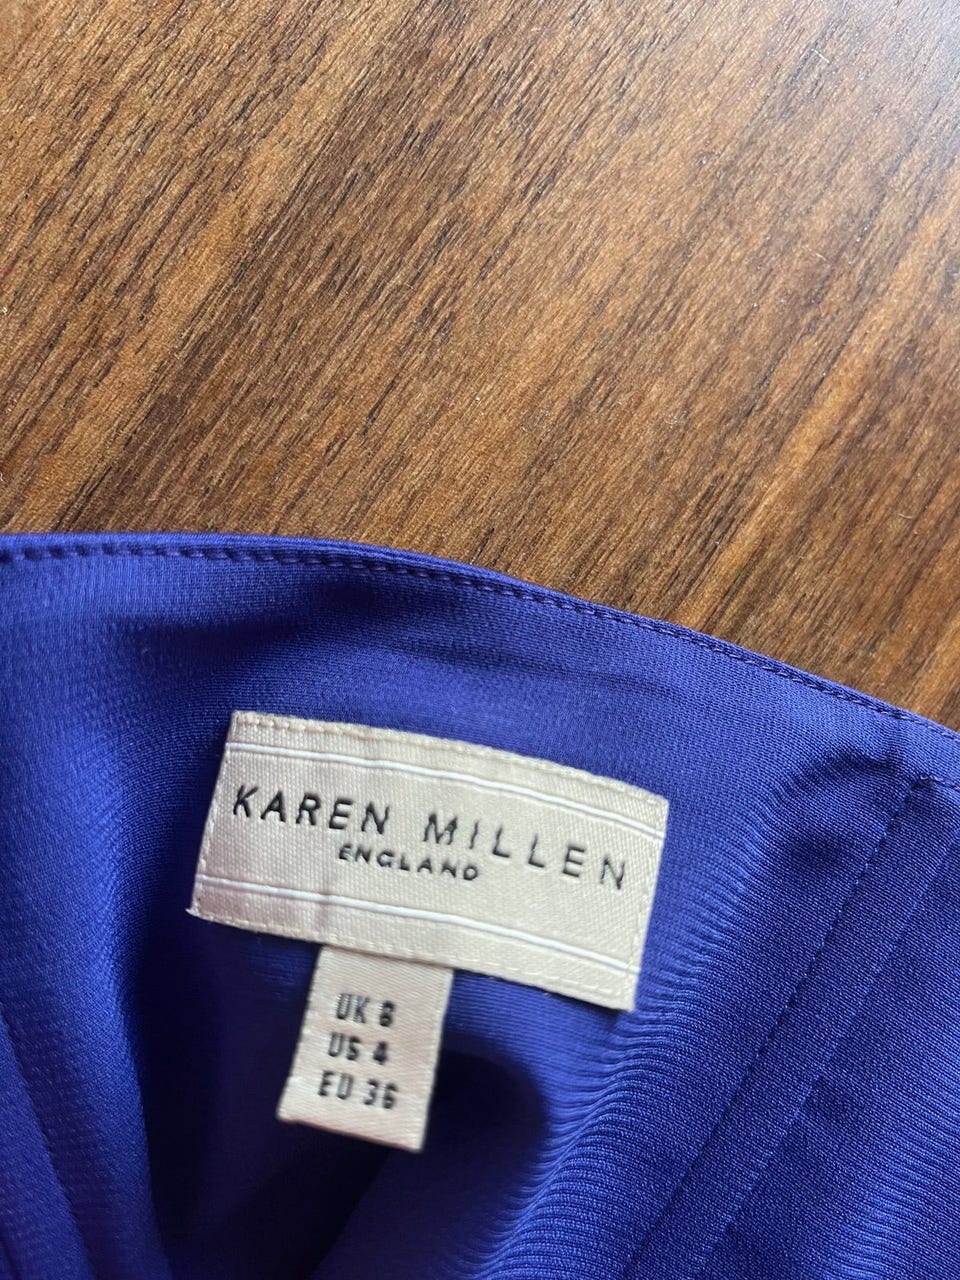 KAREN MILLEN
ENGLAND
UK 8
US 4
EU 36